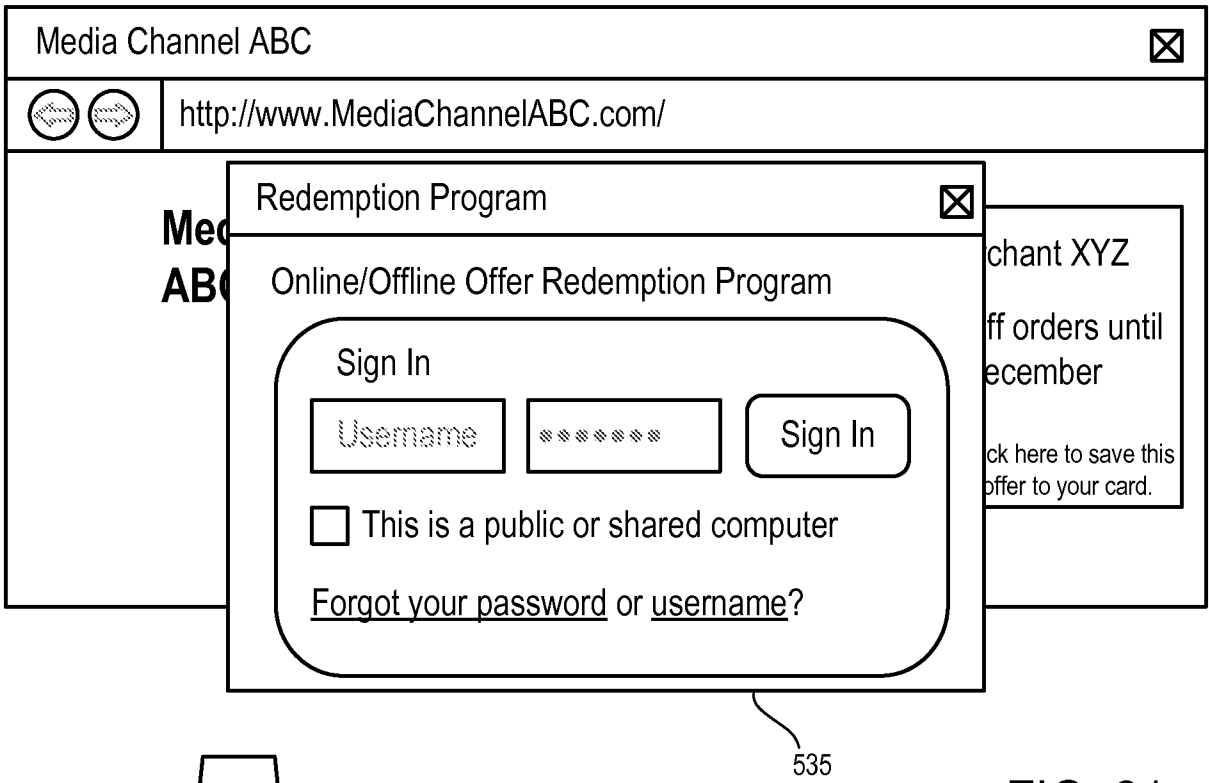 Media Channel ABC
http://www.MediaChannelABC.com/
Redemption Program
Med
ABC
Online/Offline Offer Redemption Program
chant XYZ
ff orders until
ecember
ck here to save this
offer to your card.
Sign In
Username ******* Sign In
This is a public or shared computer
Forgot your password or username?
535